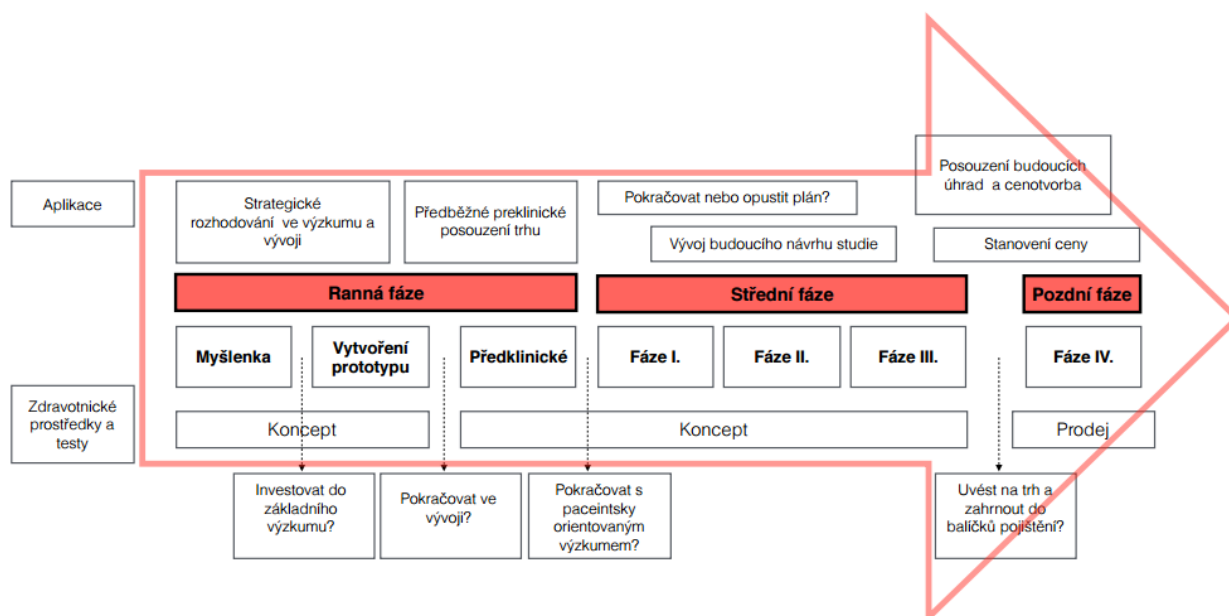 Posouzení budoucích
úhrad a cenotvorba
Aplikace
Strategické
rozhodování ve výzkumu a
vývoji
Předběžné preklinické
posouzení trhu
Pokračovat nebo opustit plán?
Vývoj budoucího návrhu studie
Stanovení ceny
Ranná fáze
Střední fáze
Pozdní fáze
Myšlenka
Vytvoření
prototypu
Předklinické
Fáze I.
Fáze II.
Fáze III.
Fáze IV.
Zdravotnické
prostředky a
testy
Koncept
Koncept
Prodej
Investovat do
základního
výzkumu?
Pokračovat ve
vývoji?
Pokračovat s
paceintsky
orientovaným
výzkumem?
Uvést na trh a
zahrnout do
balíčků pojištění?